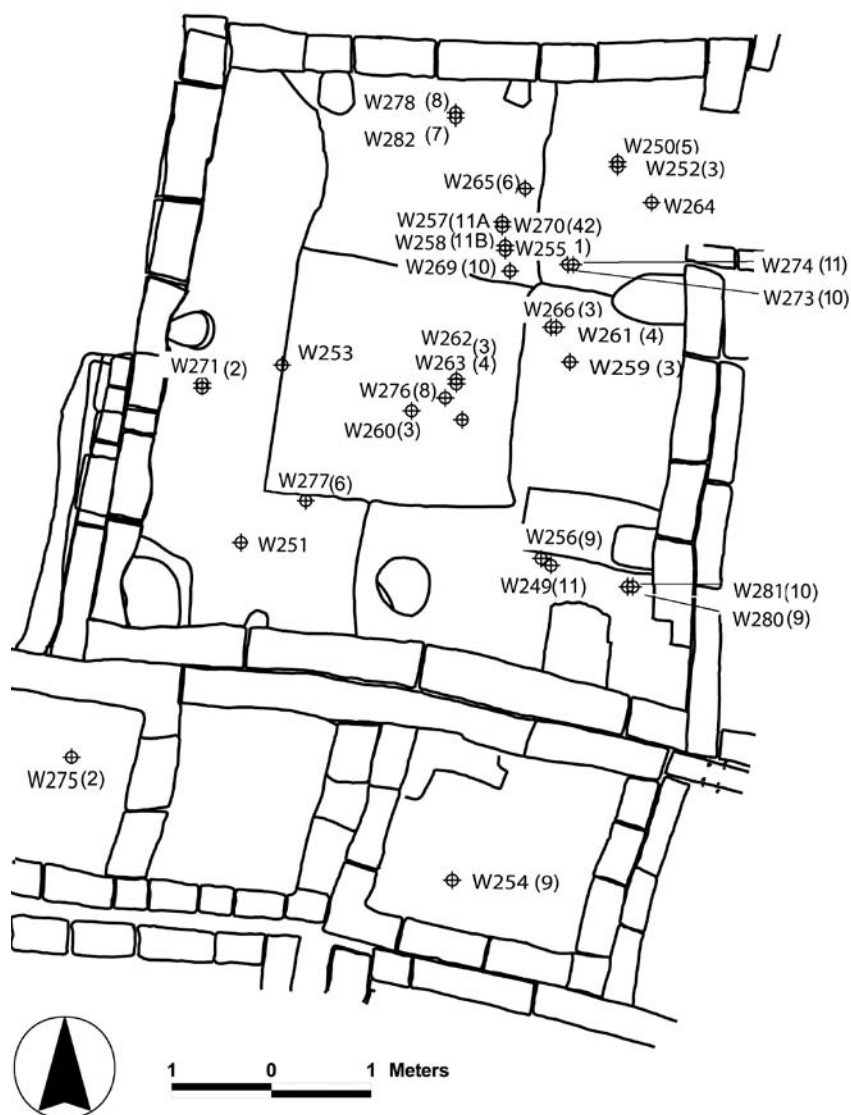 W278 (8)
W282 (7)
W250(5)
W252(3)
W265(6)
W264
W257(11A
W270(42)
W258(11B)
W255 1)
W269 (10)
W274 (11)
W273 (10)
W266(3)
W261 (4)
W262(3)
W263(4)
W259 (3)
W253
W271(2)
W276(8)
W260(3)
W277(6)
W251
W256(9)
W249(11)
W281(10)
W280(9)
W275(2)
W254 (9)
1 0 1 Meters